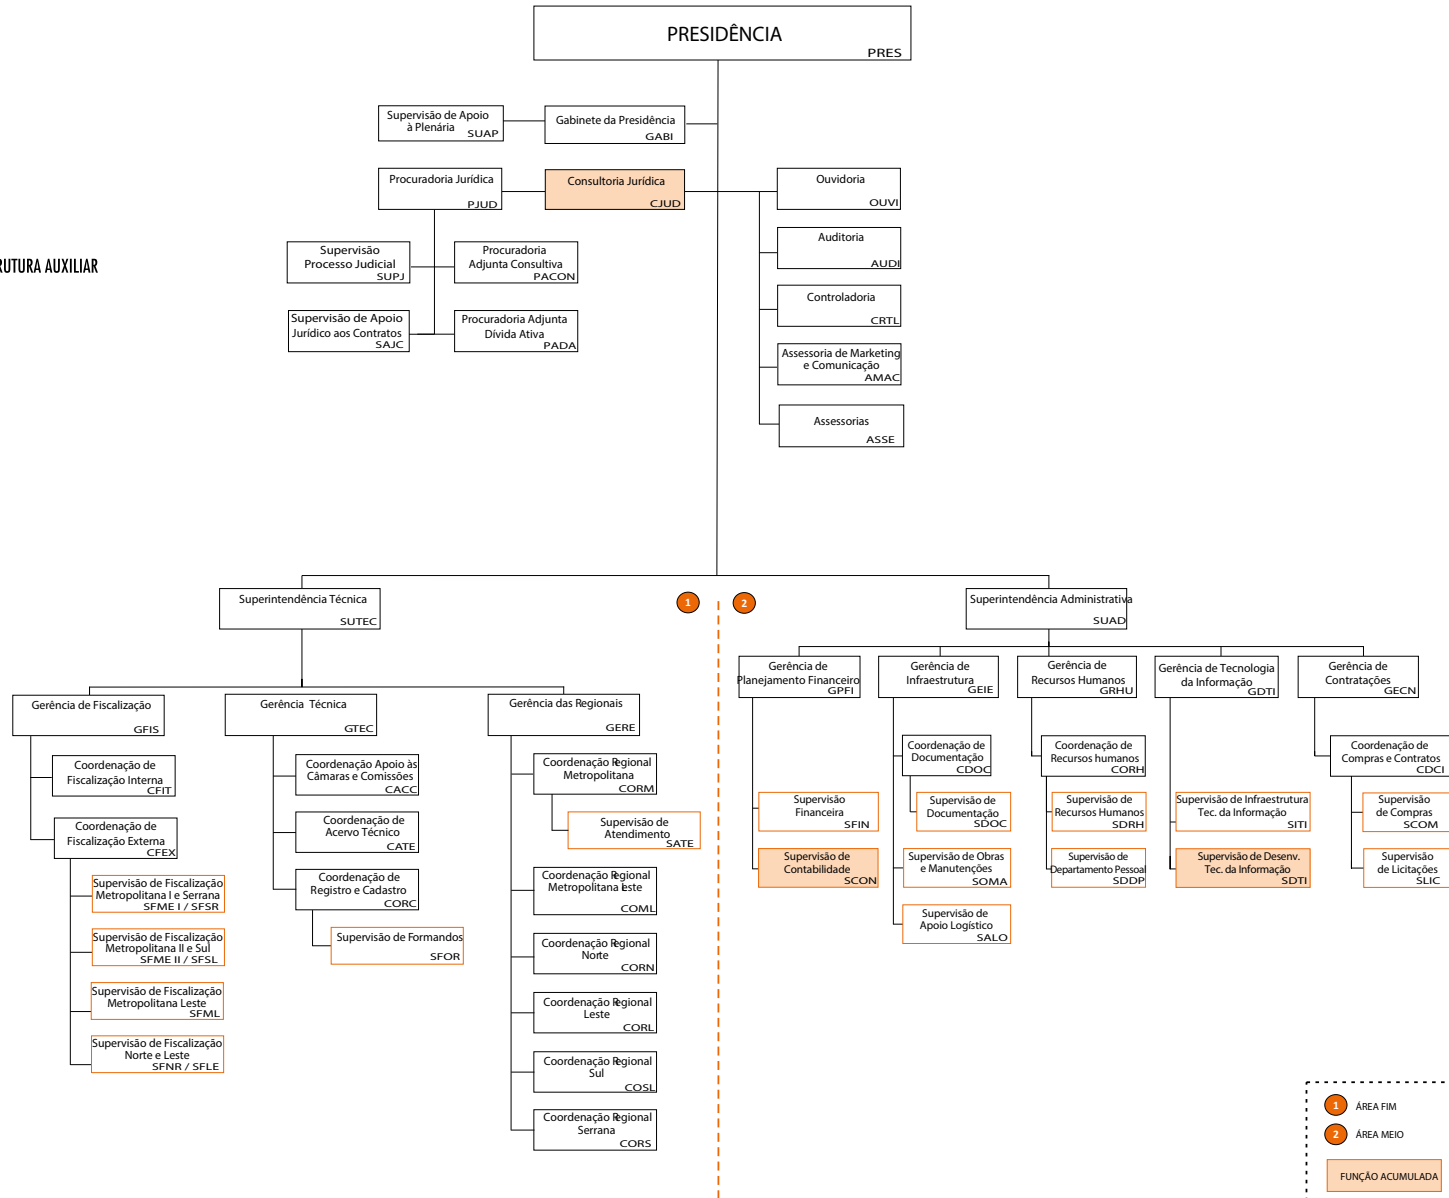 PRESIDÊNCIA
PRES
Supervisão de Apoio
à Plenária
SUAP
Gabinete da Presidência
GABI
Procuradoria Jurídica
PJUD
Consultoria Jurídica
CJUD
Ouvidoria
OUVI
Supervisão
Processo Judicial
SUPJ
Procuradoria
Adjunta Consultiva
PACON
Auditoria
AUDI
RUTURA AUXILIAR
Supervisão de Apoio
Jurídico aos Contratos
SAJC
Procuradoria Adjunta
Dívida Ativa
PADA
Controladoria
CRTL
Assessoria de Marketing
e Comunicação
AMAC
Assessorias
ASSE
Superintendência Técnica
SUTEC
1
2
Superintendência Administrativa
SUAD
Gerência de Fiscalização
GFIS
Coordenação de
Fiscalização Interna
CFIT
Coordenação de
Fiscalização Externa
CFEX
Supervisão de Fiscalização
Metropolitana I e Serrana
SFME I / SFSR
Supervisão de Fiscalização
Metropolitana II e Sul
SFME II / SFSL
Supervisão de Fiscalização
Metropolitana Leste
SFML
Supervisão de Fiscalização
Norte e Leste
SFNR / SFLE
Gerência Técnica
GTEC
Coordenação Apoio às
Câmaras e Comissões
CACC
Coordenação de
Acervo Técnico
CATE
Coordenação de
Registro e Cadastro
CORC
Supervisão de Formandos
SFOR
Gerência das Regionais
GERE
Coordenação Regional
Metropolitana
CORM
Supervisão de
Atendimento
SATE
Coordenação Regional
Metropolitana Leste
COML
Coordenação Regional
Norte
CORN
Coordenação Regional
Leste
CORL
Coordenação Regional
Sul
COSL
Coordenação Regional
Serrana
CORS
Gerência de
Planejamento Financeiro
GPFI
Supervisão
Financeira
SFIN
Supervisão de
Contabilidade
SCON
Gerência de
Infraestrutura
GEIE
Coordenação de
Documentação
CDOC
Supervisão de
Documentação
SDOC
Supervisão de Obras
e Manutenções
SOMA
Supervisão de
Apoio Logístico
SALO
Gerência de
Recursos Humanos
GRHU
Coordenação de
Recursos humanos
CORH
Supervisão de
Recursos Humanos
SDRH
Supervisão de
Departamento Pessoal
SDDP
Gerência de Tecnologia
da Informação
GDTI
Supervisão de Infraestrutura
Tec. da Informação
SITI
Supervisão de Desenv.
Tec. da Informação
SDTI
Gerência de
Contratações
GECN
Coordenação de
Compras e Contratos
CDCI
Supervisão
de Compras
SCOM
Supervisão
de Licitações
SLIC
1 ÁREA FIM
2 ÁREA MEIO
FUNÇÃO ACUMULADA